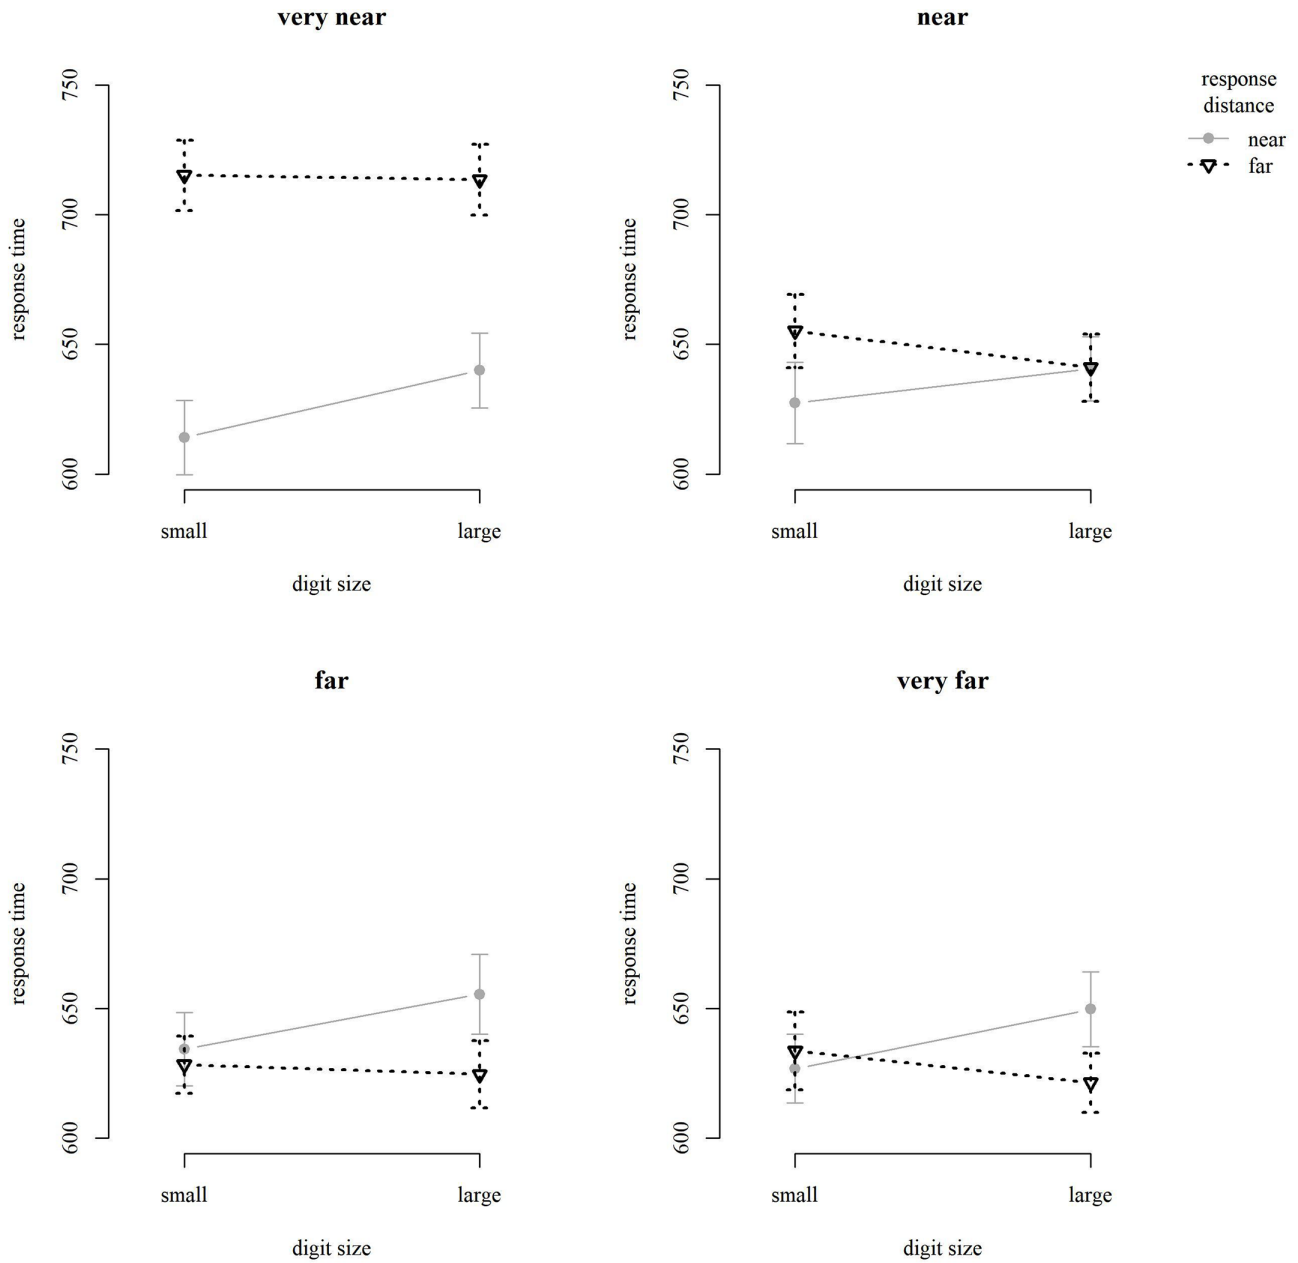 very near
750
700
650
600
response time
small large
digit size
near
750
700
650
600
response time
small large
digit size
response
distance
near
far
far
750
700
650
600
response time
small large
digit size
very far
750
700
650
600
response time
small large
digit size